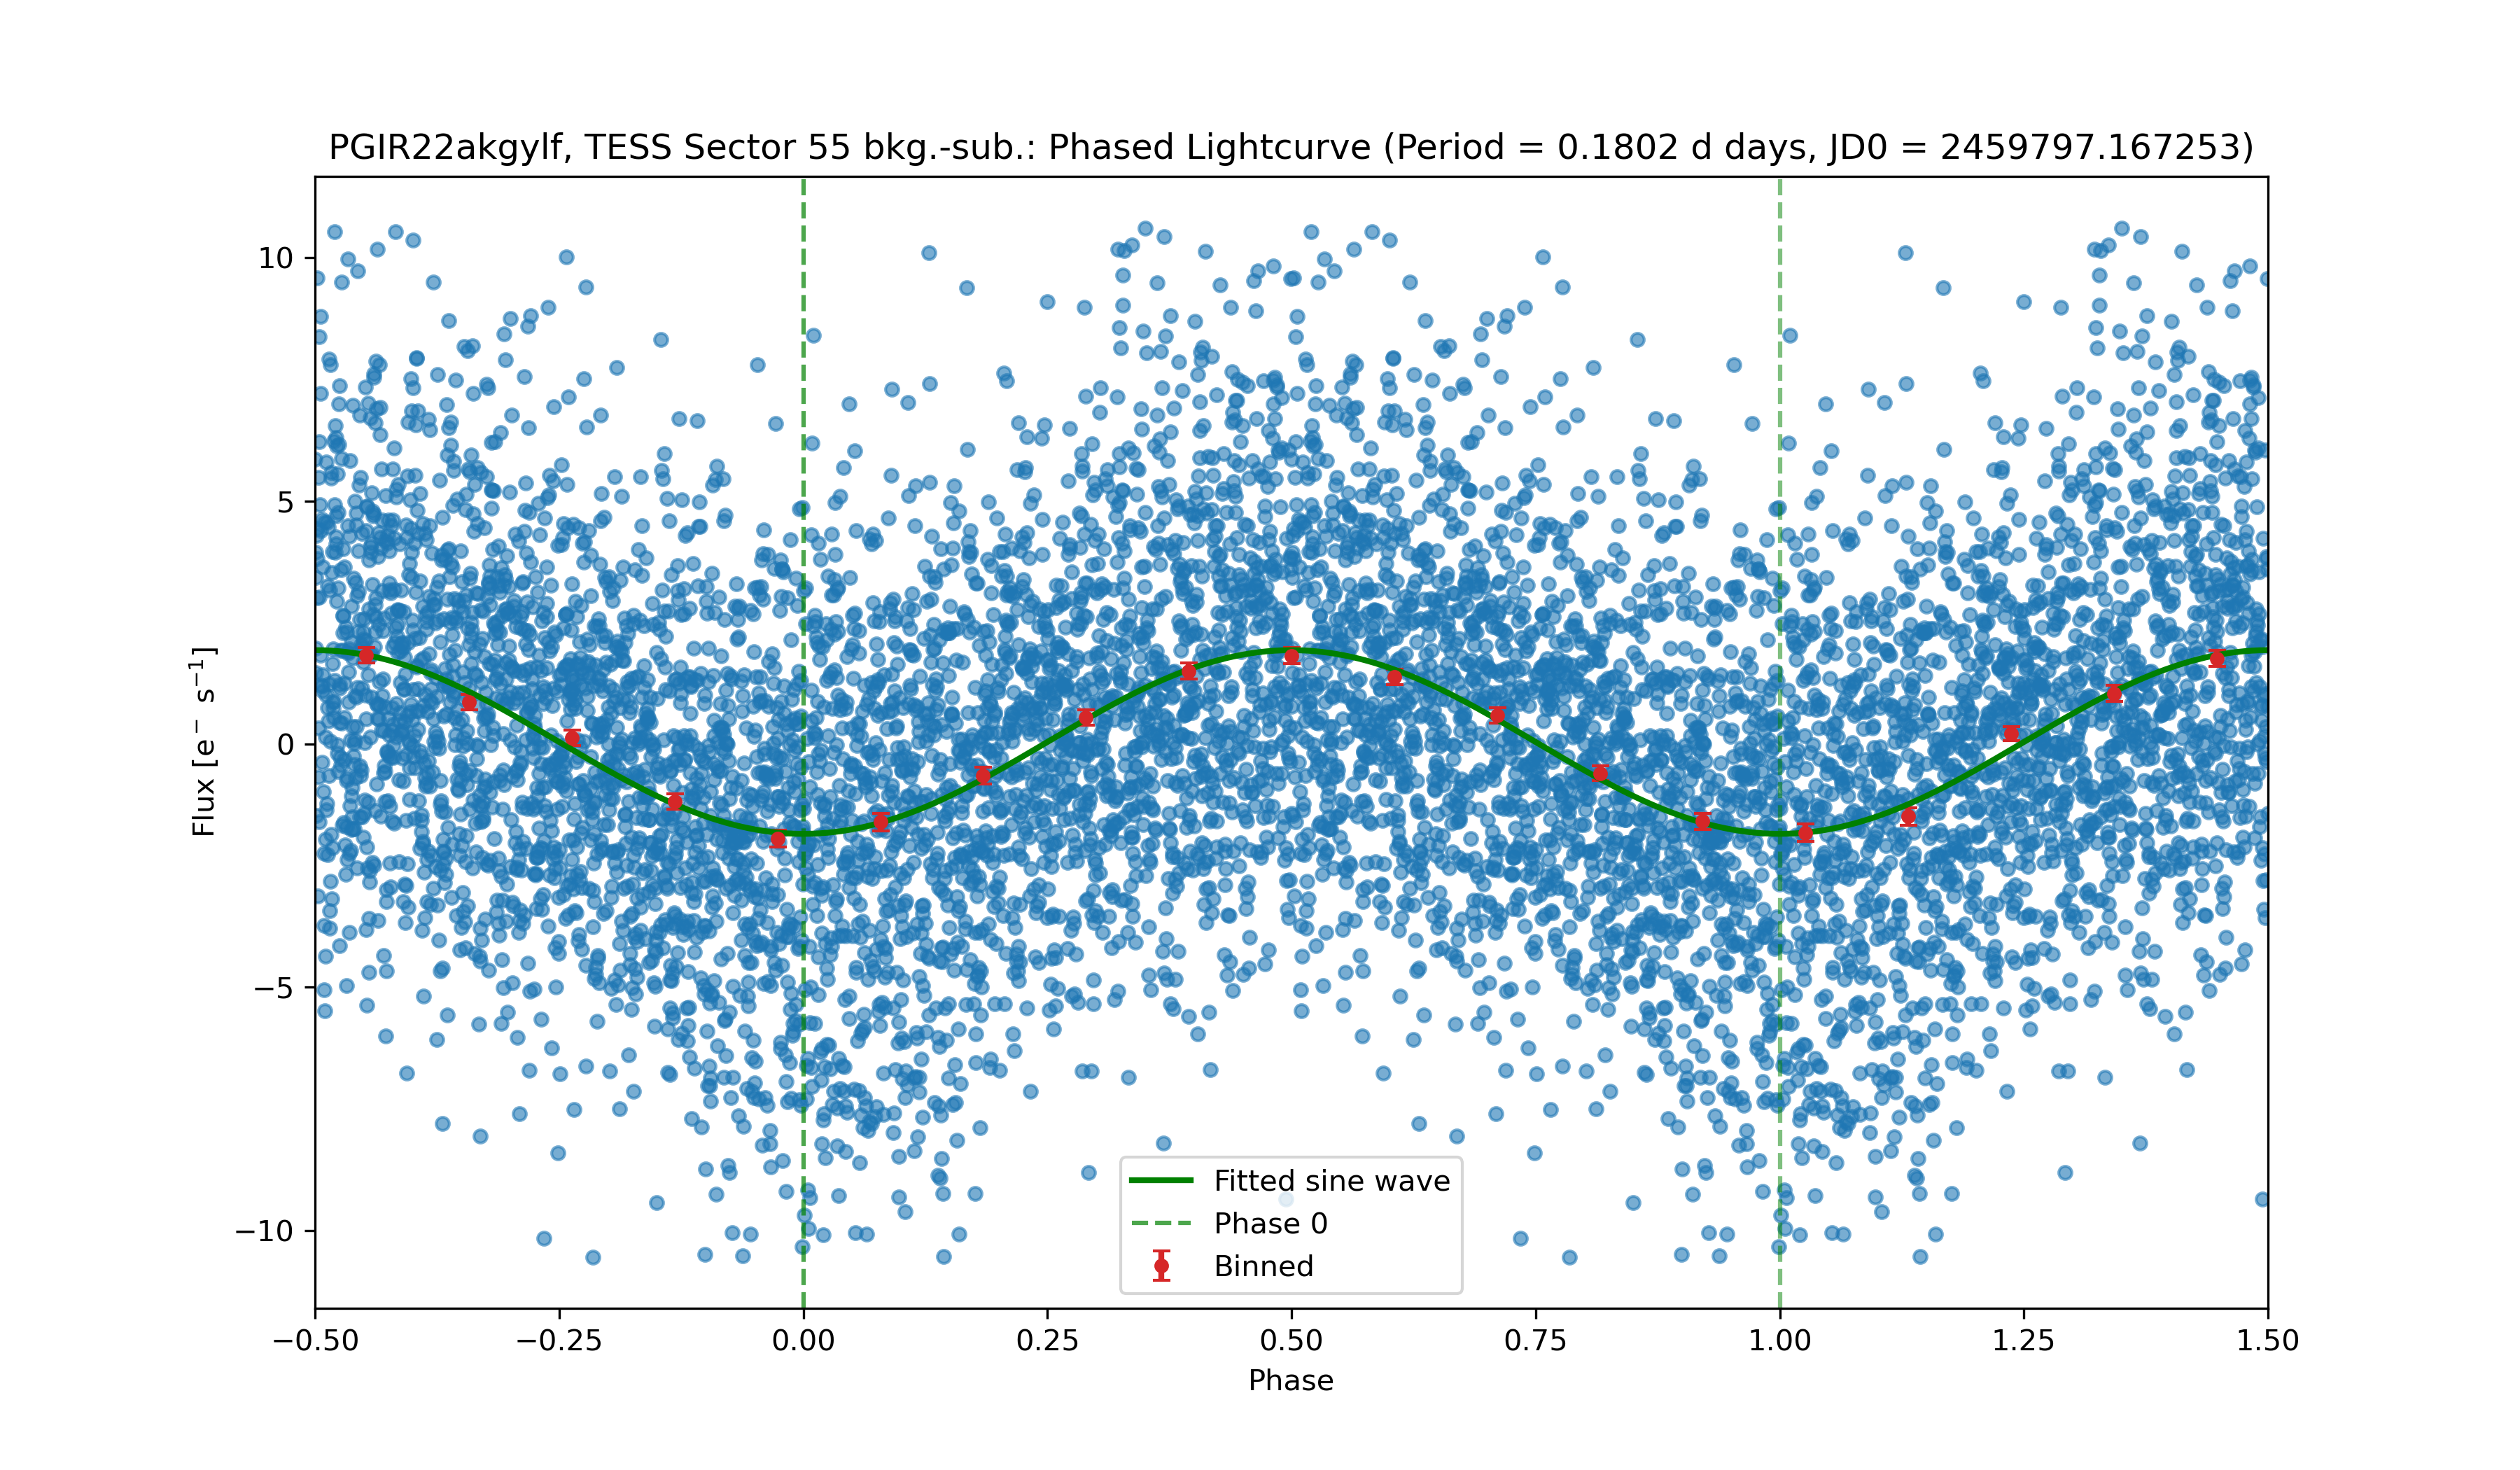 PGIR22akgylf, TESS Sector 55 bkg.-sub.: Phased Lightcurve (Period = 0.1802 d days, JD0 = 2459797.167253)
10
5
0
−5
−10
Flux [e⁻ s⁻¹]
Fitted sine wave
Phase 0
Binned
−0.50 −0.25 0.00 0.25 0.50 0.75 1.00 1.25 1.50
Phase